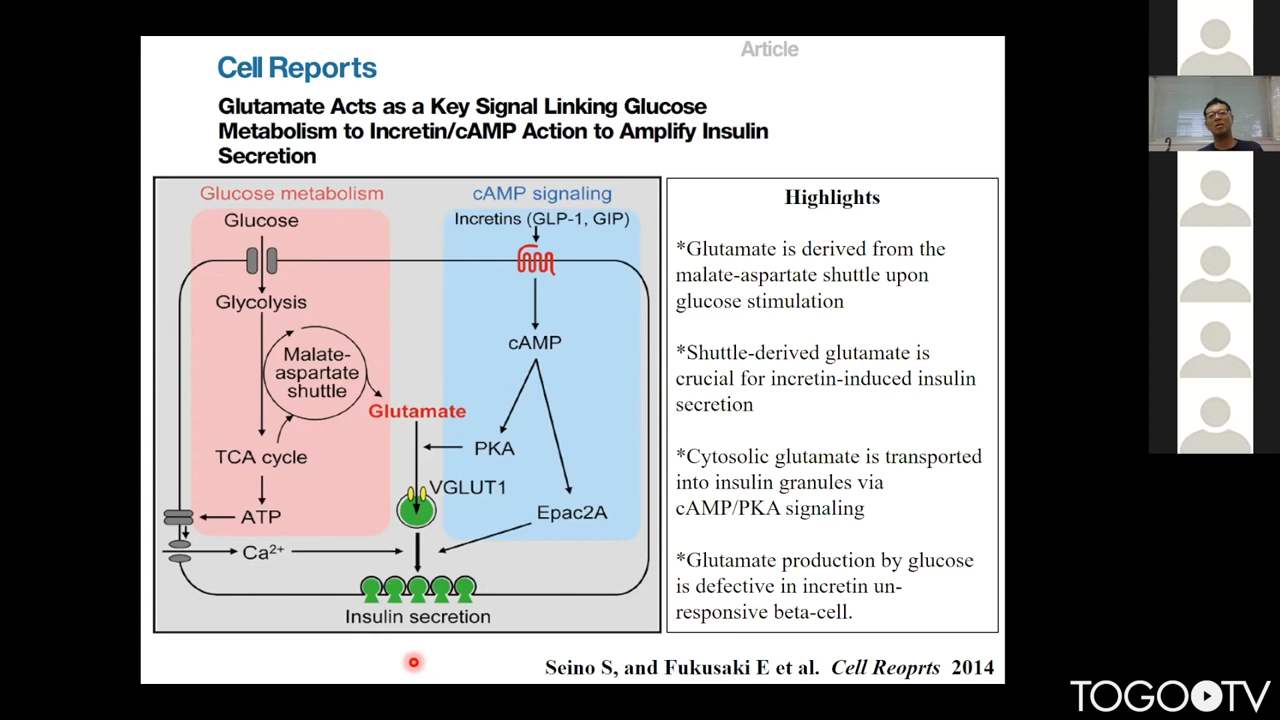 Article
Cell Reports
Glutamate Acts as a Key Signal Linking Glucose
Metabolism to Incretin/cAMP Action to Amplify Insulin
Secretion
Glucose metabolism
Glucose
Glycolysis
Malate-
aspartate
shuttle
Glutamate
TCA cycle
ATP
Ca²⁺
cAMP signaling
Incretins (GLP-1, GIP)
cAMP
PKA
VGLUT1
Epac2A
Insulin secretion
Highlights
*Glutamate is derived from the
malate-aspartate shuttle upon
glucose stimulation
*Shuttle-derived glutamate is
crucial for incretin-induced insulin
secretion
*Cytosolic glutamate is transported
into insulin granules via
cAMP/PKA signaling
*Glutamate production by glucose
is defective in incretin un-
responsive beta-cell.
Seino S, and Fukusaki E et al. Cell Reoprts 2014
TOGO TV